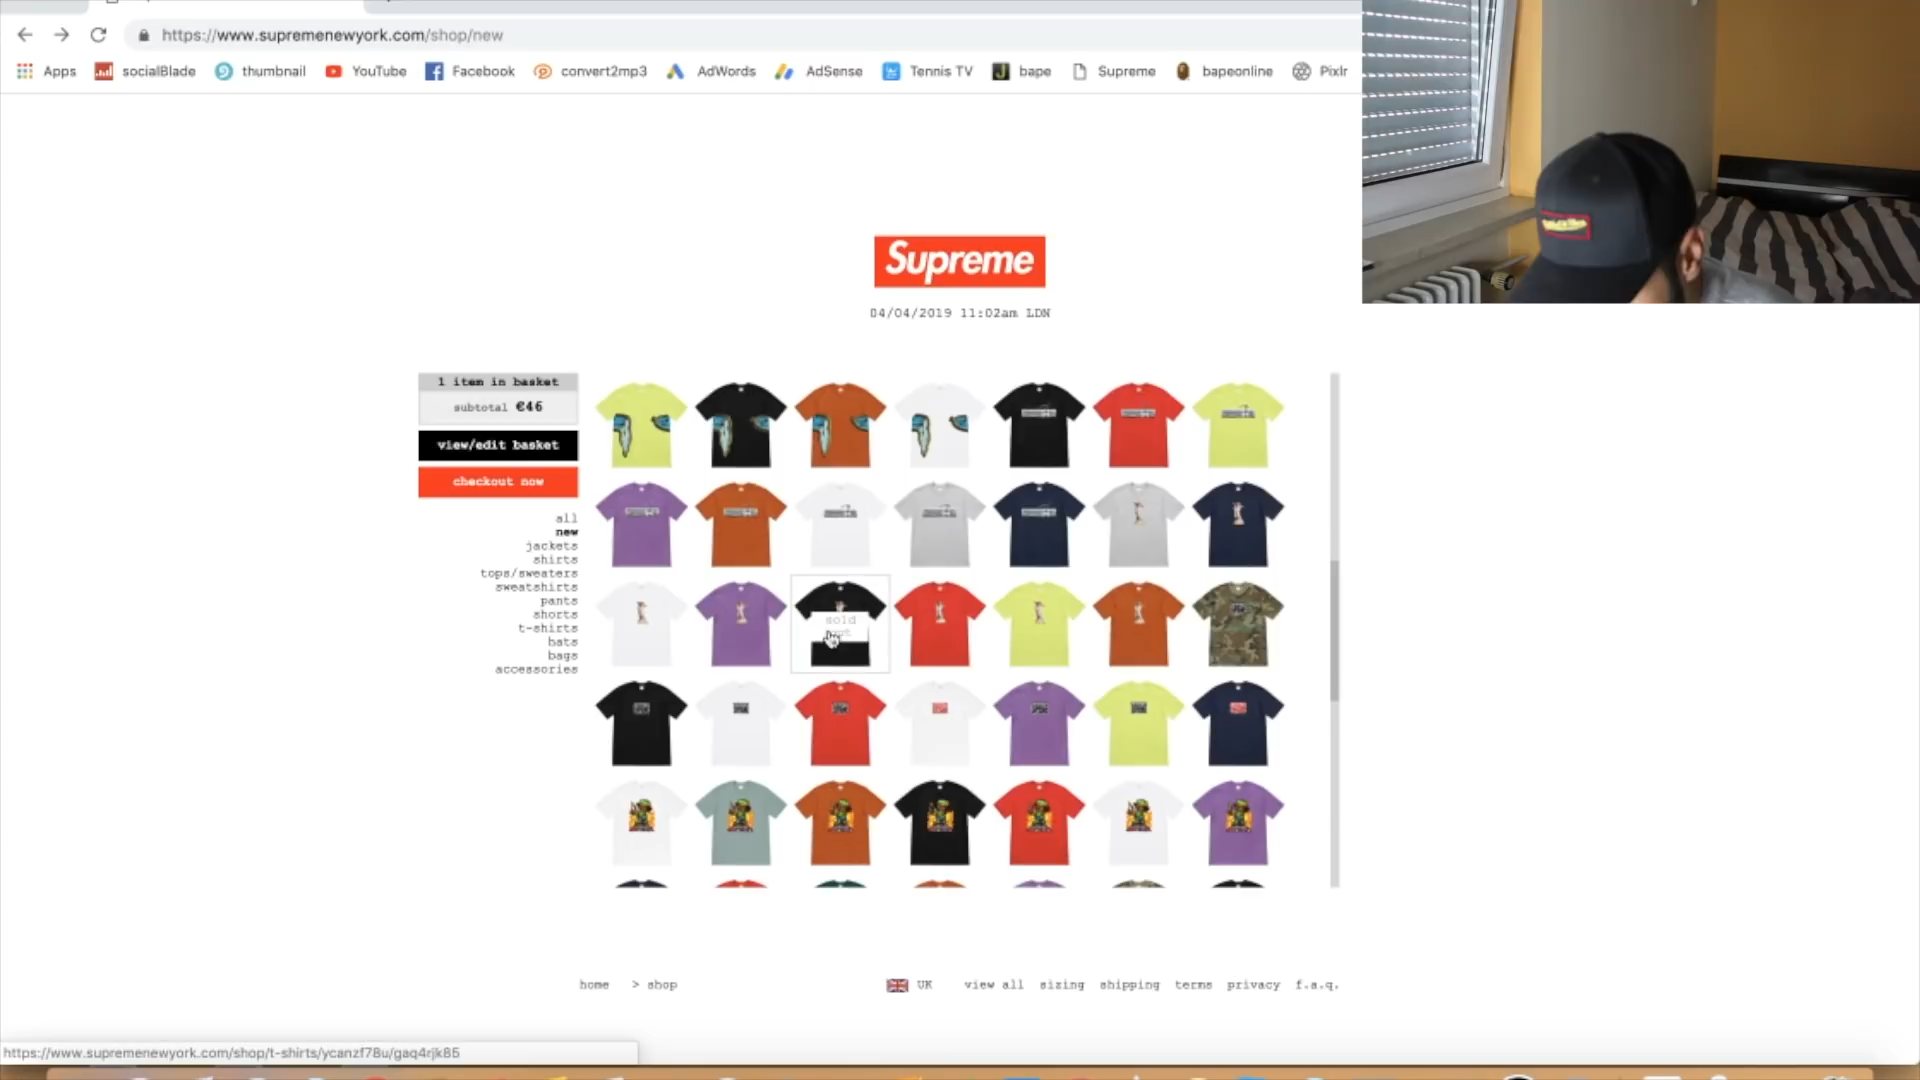 https://www.supremenewyork.com/shop/new
Apps socialBlade thumbnail YouTube Facebook convert2mp3 AdWords AdSense Tennis TV bape Supreme bapeonline Pixlr
Supreme
04/04/2019 11:02am LDN
1 item in basket
subtotal €46
view/edit basket
checkout now
all
new
jackets
shirts
tops/sweaters
sweatshirts
pants
shorts
t-shirts
hats
bags
accessories
sold
home > shop
UK view all sizing shipping terms privacy f.a.q.
https://www.supremenewyork.com/shop/t-shirts/ycanzf78u/gaq4rjk85